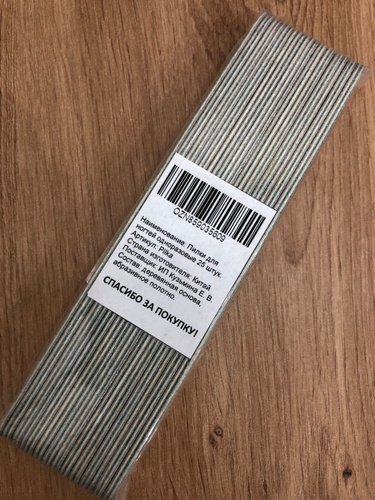 OZN859035809
Наименование: Пилки для
ногтей одноразовые 25 штук.
Артикул: Pilka
Страна изготовителя: Китай
Поставщик: ИП Кузьмина Е. В.
Состав: деревянная основа,
абразивное полотно.
СПАСИБО ЗА ПОКУПКУ!